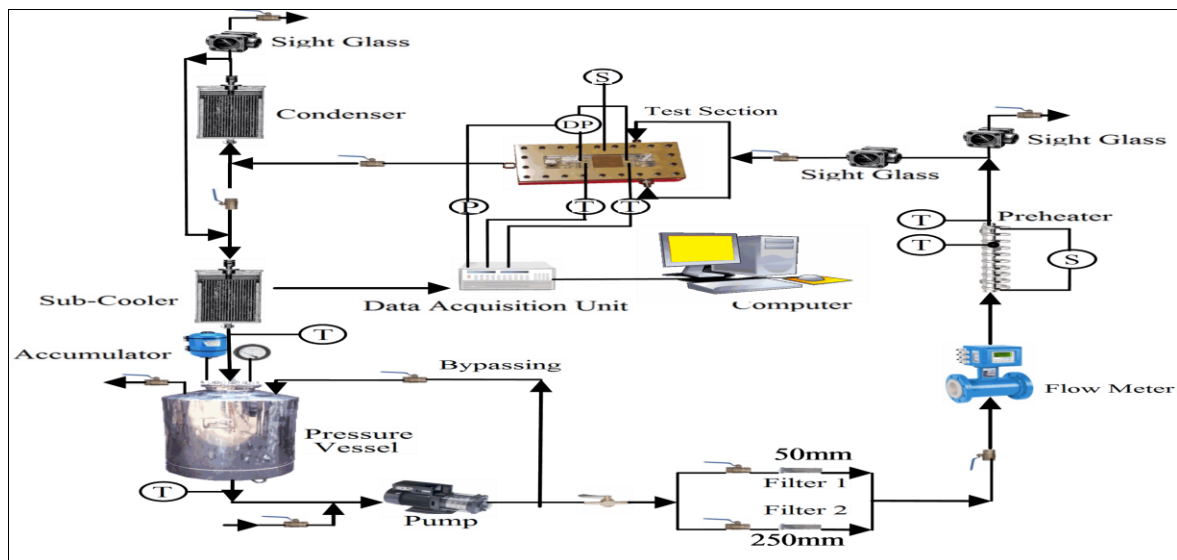 Sight Glass
Condenser
S
Test Section
DP
Sight Glass
Sight Glass
P
T
T
T
Preheater
T
S
Sub-Cooler
Data Acquisition Unit
Computer
T
Accumulator
Bypassing
Flow Meter
Pressure
Vessel
50mm
T
Filter 1
Pump
Filter 2
250mm